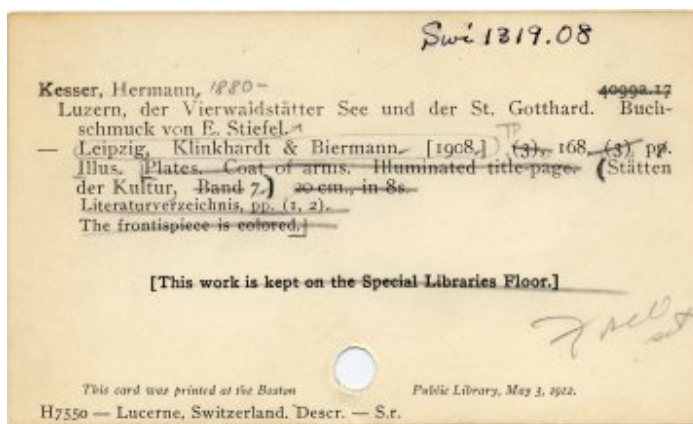 Swi 1319.08
Kesser, Hermann, 1880- 4099a.17
Luzern, der Vierwaldstätter See und der St. Gotthard. Buch-
schmuck von E. Stiefel.
— Leipzig, Klinkhardt & Biermann. [1908.] (3), 168, (3) pp.
Illus. Plates. Coat of arms. Illuminated title-page. (Stätten
der Kultur, Band 7.) 20 cm., in 8s.
Literaturverzeichnis, pp. (1, 2).
The frontispiece is colored.]
[This work is kept on the Special Libraries Floor.]
This card was printed at the Boston Public Library, May 3, 1912.
H7550 — Lucerne, Switzerland. Descr. — S.r.